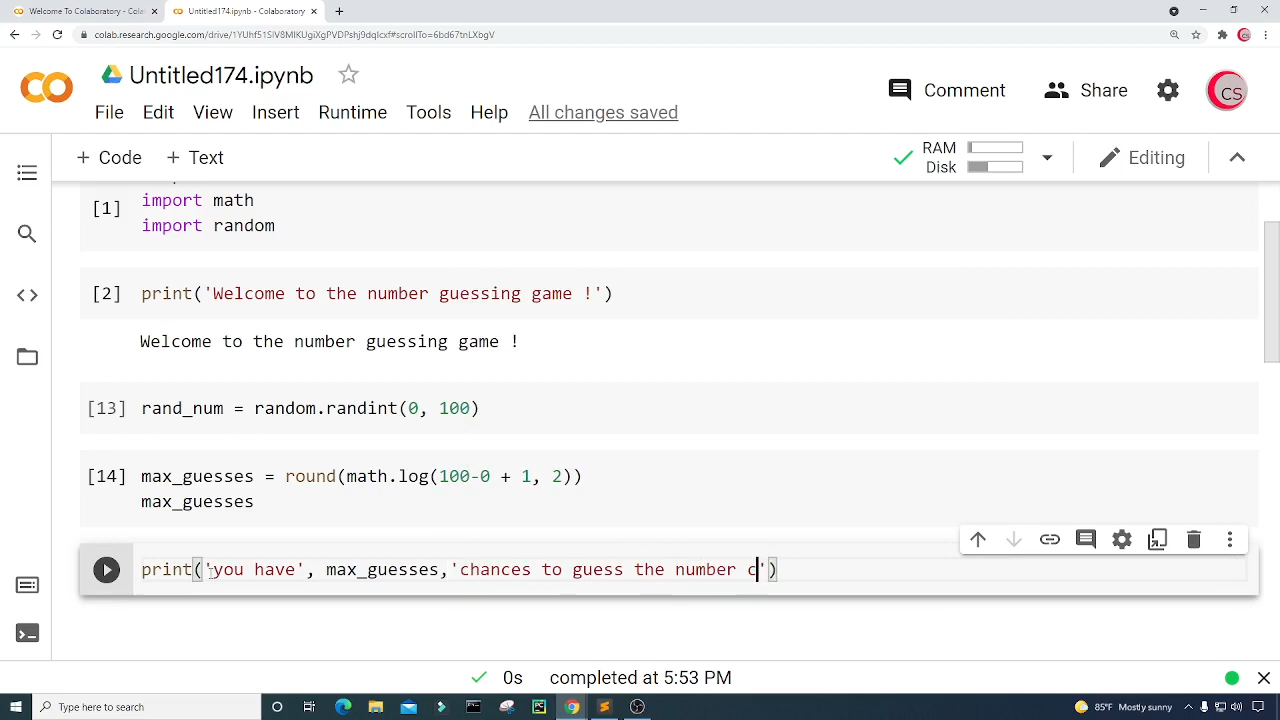 Welcome To Colaboratory - Colab
Untitled174.ipynb - Colaboratory
colab.research.google.com/drive/1YUhf51SIV8MIKUgiXgPVDPshj9dqlcxf#scrollTo=6bd67tnLXbgV
Untitled174.ipynb
Comment
Share
CS
File Edit View Insert Runtime Tools Help All changes saved
+ Code + Text
RAM
Disk
Editing
[1] import math
import random
[2] print('Welcome to the number guessing game !')
Welcome to the number guessing game !
[13] rand_num = random.randint(0, 100)
[14] max_guesses = round(math.log(100-0 + 1, 2))
max_guesses
print('you have', max_guesses,'chances to guess the number c')
0s completed at 5:53 PM
Type here to search
85°F Mostly sunny